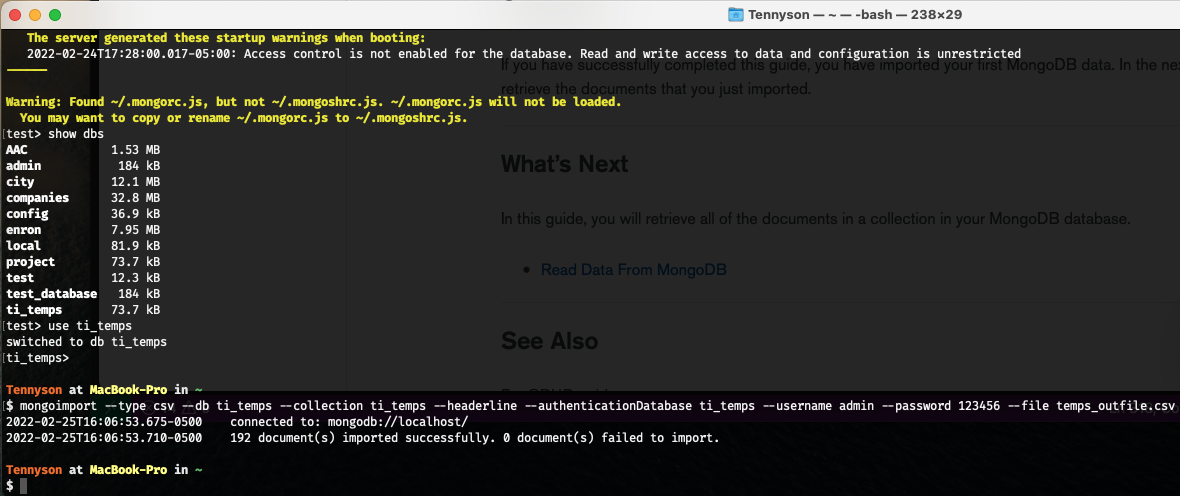 Tennyson — ~ — -bash — 238×29
The server generated these startup warnings when booting:
2022-02-24T17:28:00.017-05:00: Access control is not enabled for the database. Read and write access to data and configuration is unrestricted
------
If you have successfully completed this guide, you have imported your first MongoDB data. In the ne
retrieve the documents that you just imported.
Warning: Found ~/.mongorc.js, but not ~/.mongoshrc.js. ~/.mongorc.js will not be loaded.
You may want to copy or rename ~/.mongorc.js to ~/.mongoshrc.js.
[test> show dbs
AAC 1.53 MB
admin 184 kB
city 12.1 MB
companies 32.8 MB
config 36.9 kB
enron 7.95 MB
local 81.9 kB
project 73.7 kB
test 12.3 kB
test_database 184 kB
ti_temps 73.7 kB
[test> use ti_temps
switched to db ti_temps
[ti_temps>
What's Next
In this guide, you will retrieve all of the documents in a collection in your MongoDB database.
• Read Data From MongoDB
See Also
Tennyson at MacBook-Pro in ~
[$ mongoimport --type csv --db ti_temps --collection ti_temps --headerline --authenticationDatabase ti_temps --username admin --password 123456 --file temps_outfile.csv
2022-02-25T16:06:53.675-0500 connected to: mongodb://localhost/
2022-02-25T16:06:53.710-0500 192 document(s) imported successfully. 0 document(s) failed to import.
Tennyson at MacBook-Pro in ~
$